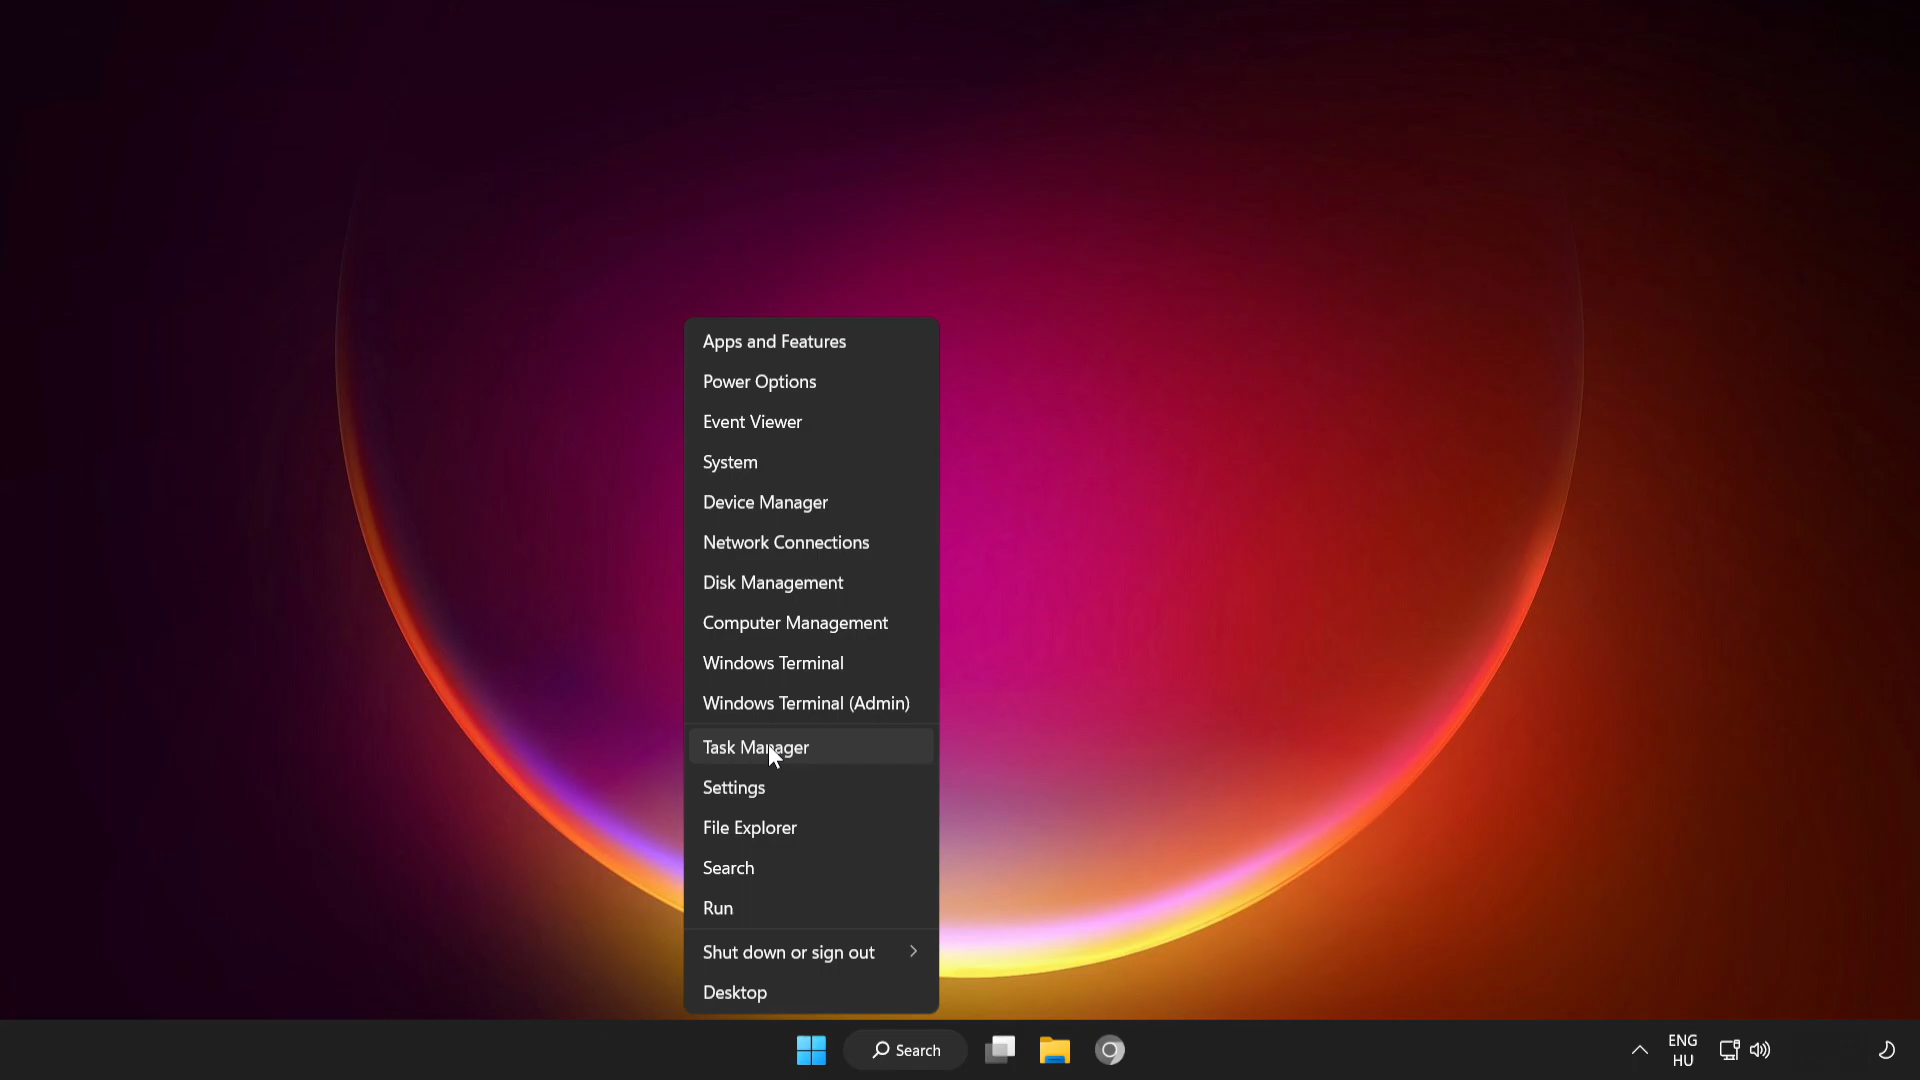 Apps and Features
Power Options
Event Viewer
System
Device Manager
Network Connections
Disk Management
Computer Management
Windows Terminal
Windows Terminal (Admin)
Task Manager
Settings
File Explorer
Search
Run
Shut down or sign out
Desktop
Search
ENG
HU